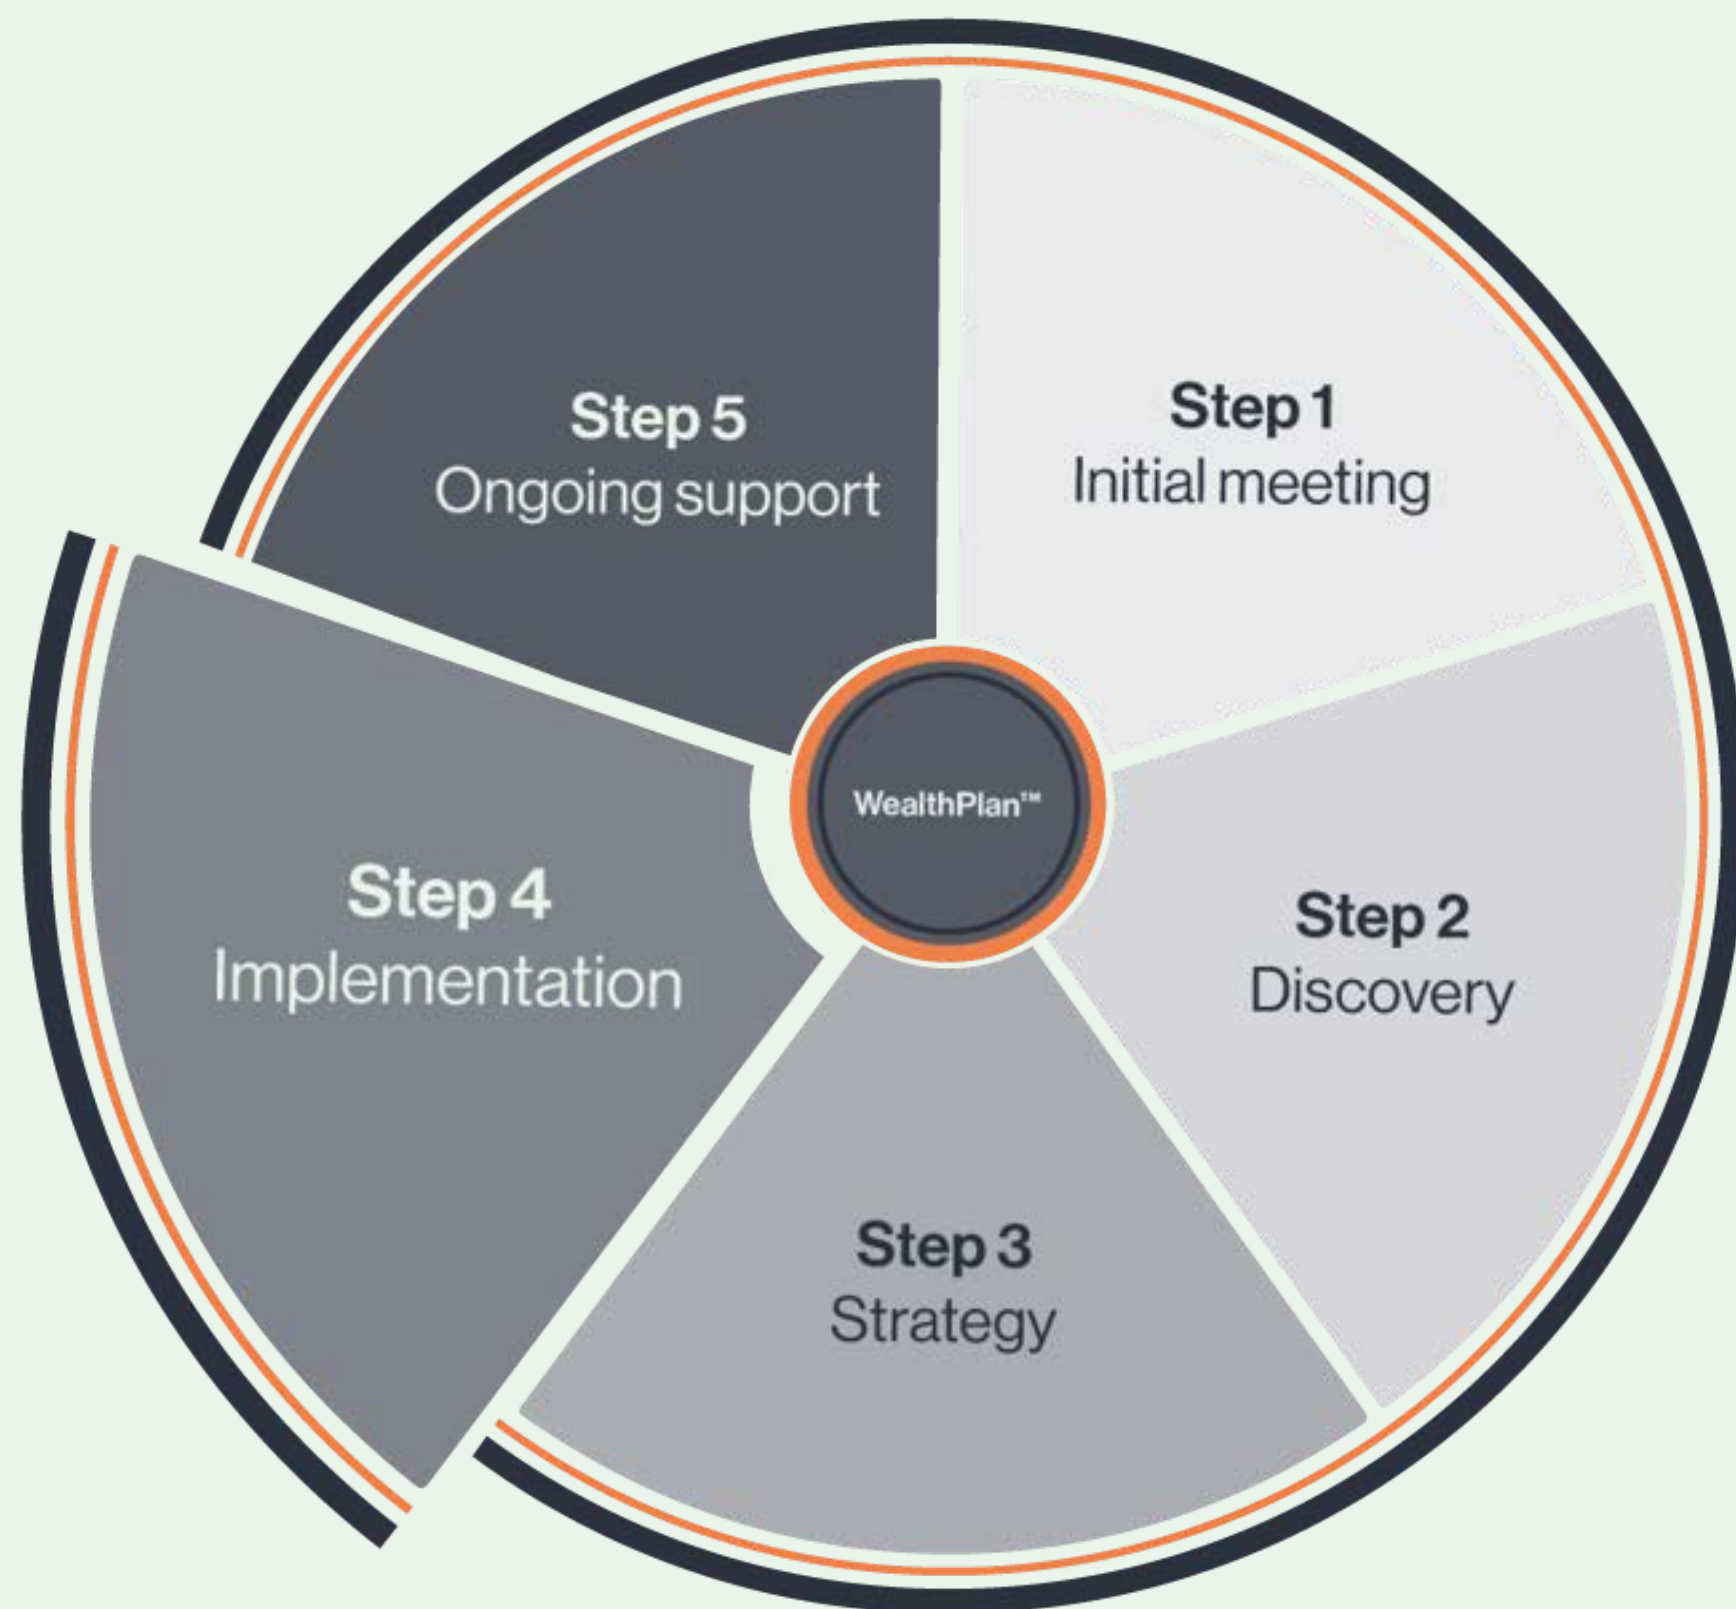 Step 1
Initial meeting
Step 2
Discovery
Step 3
Strategy
Step 4
Implementation
Step 5
Ongoing support
WealthPlan™